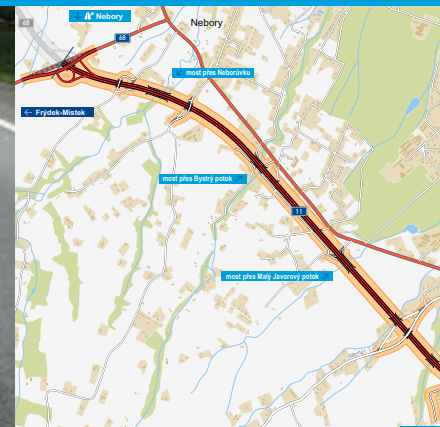 68
Nebory
Nebory
68
most přes Neborůvku
← Frýdek-Místek
most přes Bystrý potok
11
most přes Malý Javorový potok